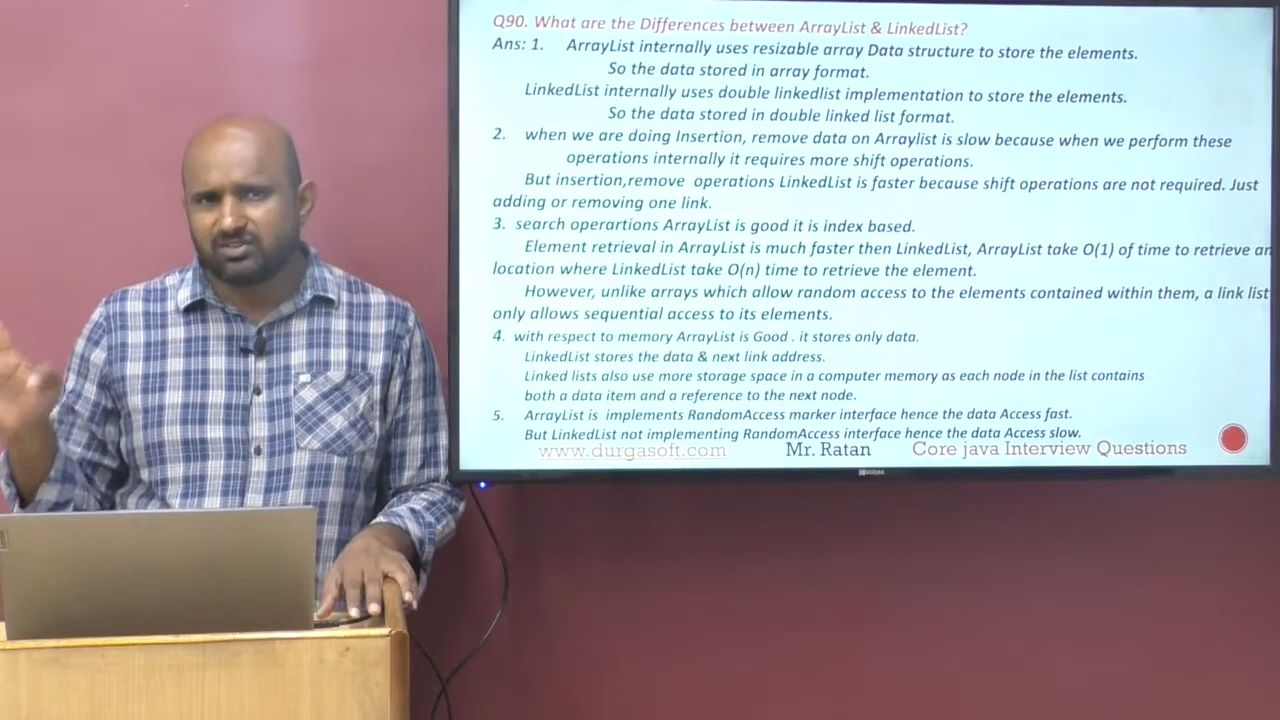 Q90. What are the Differences between ArrayList & LinkedList?
Ans: 1. ArrayList internally uses resizable array Data structure to store the elements.
So the data stored in array format.
LinkedList internally uses double linkedlist implementation to store the elements.
So the data stored in double linked list format.
2. when we are doing Insertion, remove data on Arraylist is slow because when we perform these
operations internally it requires more shift operations.
But insertion,remove operations LinkedList is faster because shift operations are not required. Just
adding or removing one link.
3. search operartions ArrayList is good it is index based.
Element retrieval in ArrayList is much faster then LinkedList, ArrayList take O(1) of time to retrieve an
location where LinkedList take O(n) time to retrieve the element.
However, unlike arrays which allow random access to the elements contained within them, a link list
only allows sequential access to its elements.
4. with respect to memory ArrayList is Good . it stores only data.
LinkedList stores the data & next link address.
Linked lists also use more storage space in a computer memory as each node in the list contains
both a data item and a reference to the next node.
5. ArrayList is implements RandomAccess marker interface hence the data Access fast.
But LinkedList not implementing RandomAccess interface hence the data Access slow.
www.durgasoft.com Mr. Ratan Core java Interview Questions